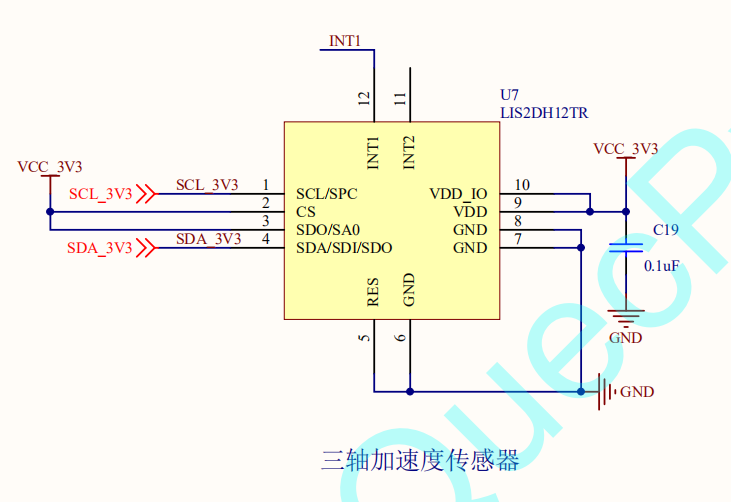 INT1
12
11
U7
LIS2DH12TR
INT1
INT2
VCC_3V3
VCC_3V3
SCL_3V3
SCL_3V3
1
SCL/SPC
VDD_IO
10
2
CS
VDD
9
3
SDO/SA0
GND
8
C19
SDA_3V3
SDA_3V3
4
SDA/SDI/SDO
GND
7
0.1uF
RES
GND
5
6
GND
GND
三轴加速度传感器
QuecP